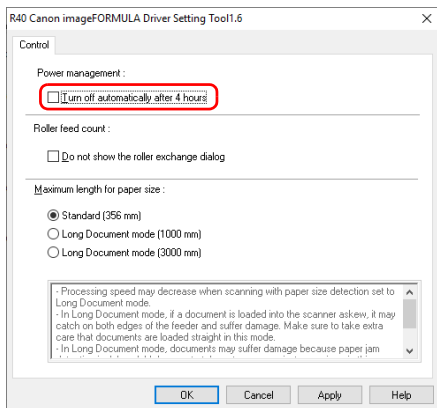 R40 Canon imageFORMULA Driver Setting Tool1.6
Control
Power management :
Turn off automatically after 4 hours
Roller feed count :
Do not show the roller exchange dialog
Maximum length for paper size :
Standard (356 mm)
Long Document mode (1000 mm)
Long Document mode (3000 mm)
- Processing speed may decrease when scanning with paper size detection set to
Long Document mode.
- In Long Document mode, if a document is loaded into the scanner askew, it may
catch on both edges of the feeder and suffer damage. Make sure to take extra
care that documents are loaded straight in this mode.
- In Long Document mode, documents may suffer damage because paper jam
OK Cancel Apply Help